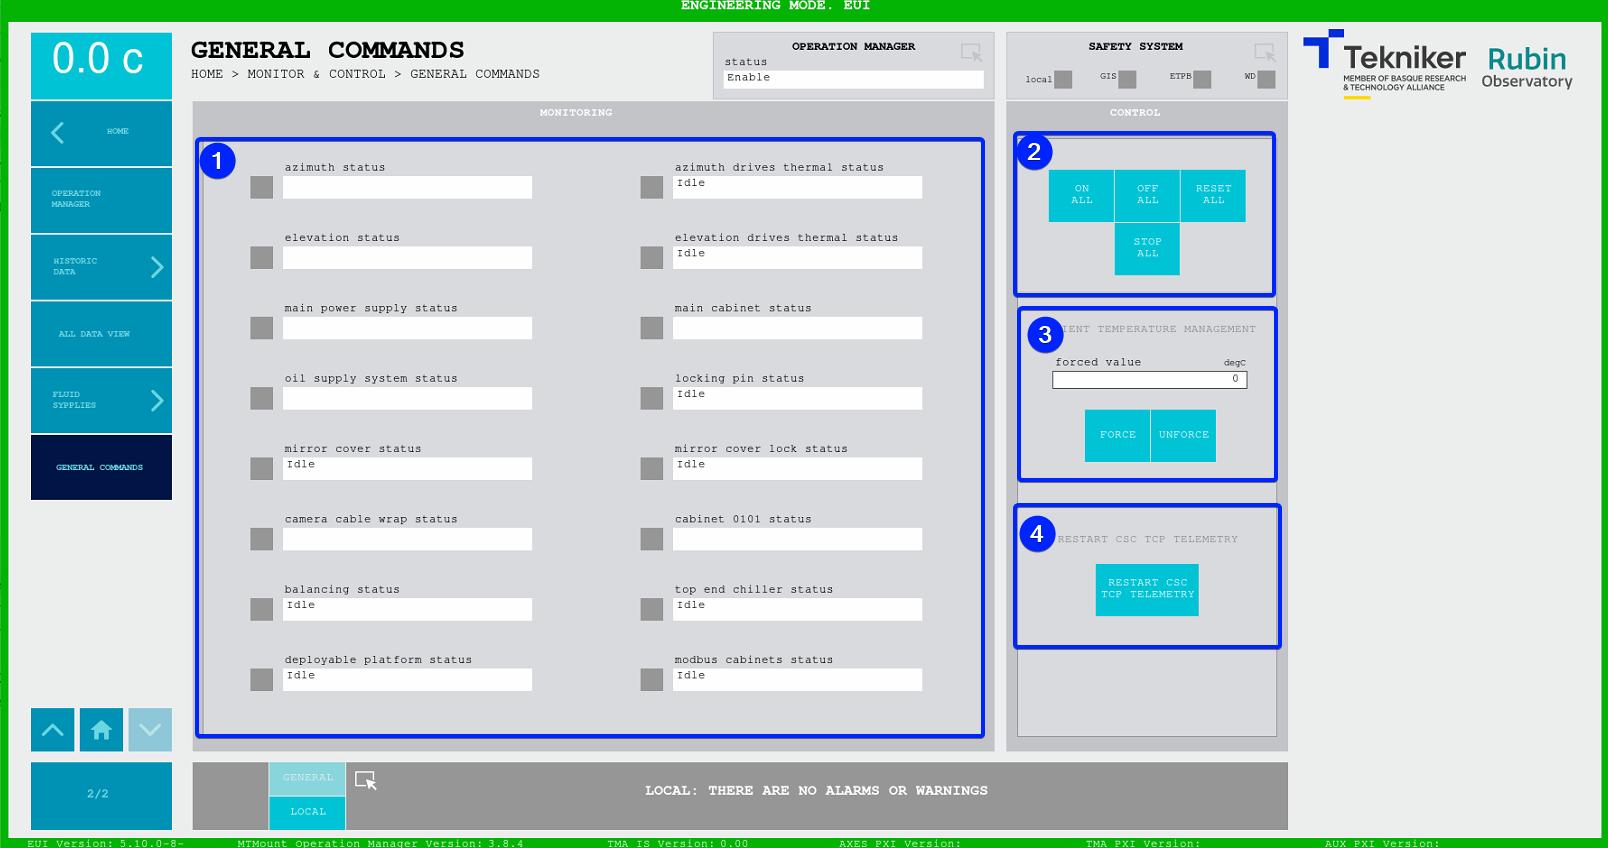 ENGINEERING MODE. EUI
0.0 c
GENERAL COMMANDS
HOME > MONITOR & CONTROL > GENERAL COMMANDS
OPERATION MANAGER
status
Enable
SAFETY SYSTEM
local
GIS
ETPB
WD
Tekniker
MEMBER OF BASQUE RESEARCH
& TECHNOLOGY ALLIANCE
Rubin
Observatory
HOME
OPERATION
MANAGER
HISTORIC
DATA
ALL DATA VIEW
FLUID
SYPPLIES
GENERAL COMMANDS
2/2
MONITORING
1
azimuth status
azimuth drives thermal status
Idle
elevation status
elevation drives thermal status
Idle
main power supply status
main cabinet status
oil supply system status
locking pin status
Idle
mirror cover status
Idle
mirror cover lock status
Idle
camera cable wrap status
cabinet 0101 status
balancing status
Idle
top end chiller status
Idle
deployable platform status
Idle
modbus cabinets status
Idle
CONTROL
2
ON
ALL
OFF
ALL
RESET
ALL
STOP
ALL
3
IENT TEMPERATURE MANAGEMENT
forced value
degC
0
FORCE
UNFORCE
4
RESTART CSC TCP TELEMETRY
RESTART CSC
TCP TELEMETRY
GENERAL
LOCAL
LOCAL: THERE ARE NO ALARMS OR WARNINGS
EUI Version: 5.10.0-8-
MTMount Operation Manager Version: 3.8.4
TMA IS Version: 0.00
AXES PXI Version:
TMA PXI Version:
AUX PXI Version: